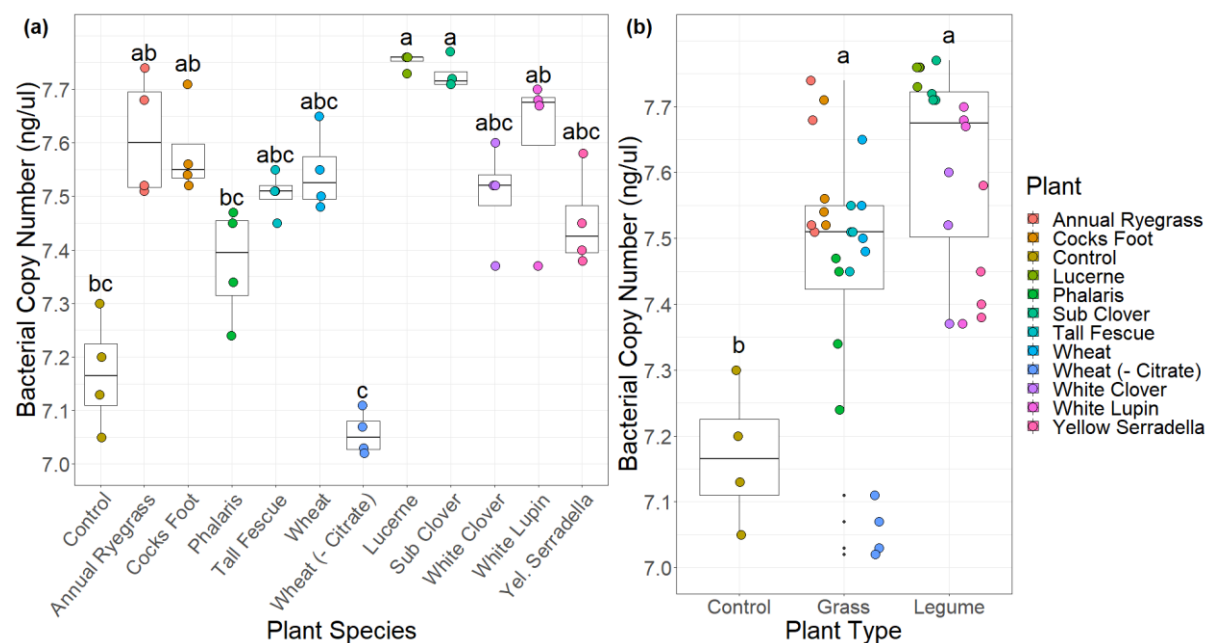 (a)
Bacterial Copy Number (ng/ul)
7.7
7.6
7.5
7.4
7.3
7.2
7.1
7.0
bc
ab
ab
bc
abc
abc
c
a
a
abc
ab
abc
Control
Annual Ryegrass
Cocks Foot
Phalaris
Tall Fescue
Wheat
Wheat (- Citrate)
Lucerne
Sub Clover
White Clover
White Lupin
Yel. Serradella
Plant Species
(b)
Bacterial Copy Number (ng/ul)
7.7
7.6
7.5
7.4
7.3
7.2
7.1
7.0
b
a
a
Control
Grass
Legume
Plant Type
Plant
Annual Ryegrass
Cocks Foot
Control
Lucerne
Phalaris
Sub Clover
Tall Fescue
Wheat
Wheat (- Citrate)
White Clover
White Lupin
Yellow Serradella